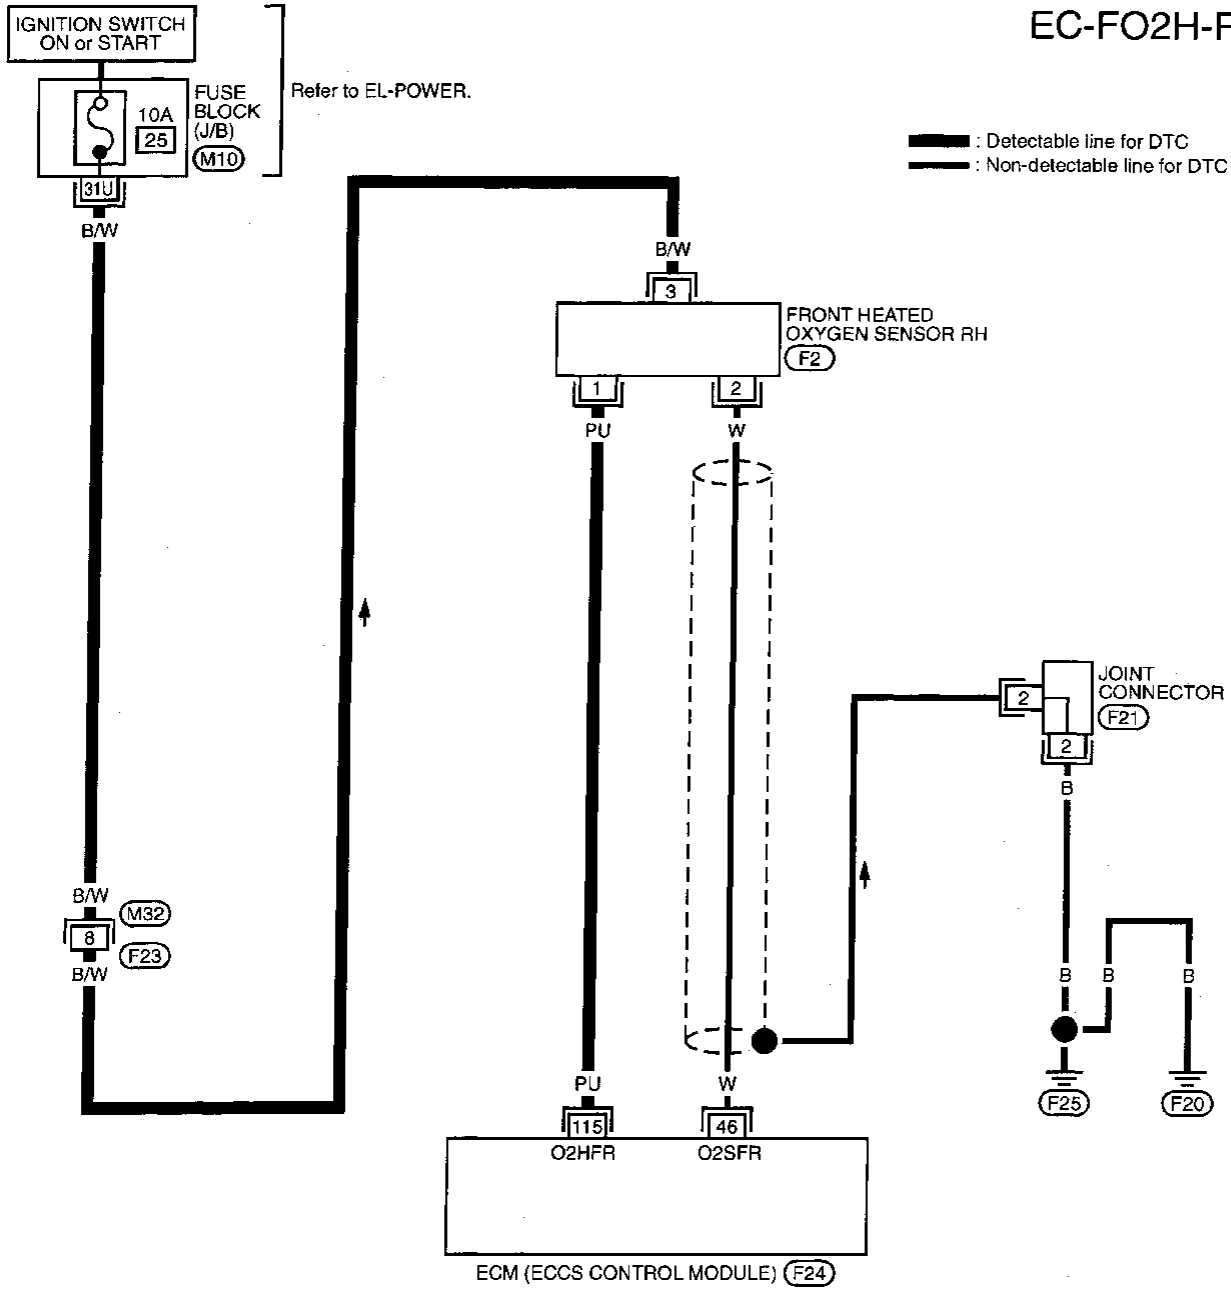 IGNITION SWITCH
ON or START
EC-FO2H-R
FUSE
BLOCK
(J/B)
M10
10A
25
Refer to EL-POWER.
31U
: Detectable line for DTC
: Non-detectable line for DTC
B/W
B/W
3
FRONT HEATED
OXYGEN SENSOR RH
F2
1
2
PU
W
JOINT
CONNECTOR
F21
2
2
B
B/W
M32
8
F23
B/W
B
B
B
PU
W
F25
F20
115
46
O2HFR
O2SFR
ECM (ECCS CONTROL MODULE) F24